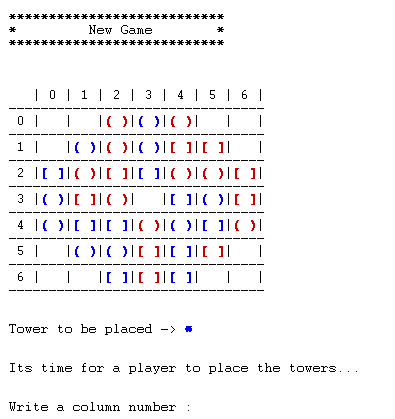 ***************************
*         New Game        *
***************************
   | 0 | 1 | 2 | 3 | 4 | 5 | 6 |
--------------------------------
 0 |   |   |( )|( )|( )|   |   |
--------------------------------
 1 |   |( )|( )|( )|[ ]|[ ]|   |
--------------------------------
 2 |[ ]|( )|[ ]|[ ]|( )|( )|[ ]|
--------------------------------
 3 |( )|[ ]|( )|   |[ ]|( )|[ ]|
--------------------------------
 4 |( )|[ ]|[ ]|( )|( )|[ ]|( )|
--------------------------------
 5 |   |( )|( )|[ ]|[ ]|[ ]|   |
--------------------------------
 6 |   |   |[ ]|[ ]|[ ]|   |   |
--------------------------------
Tower to be placed -> *
Its time for a player to place the towers...
Write a column number :